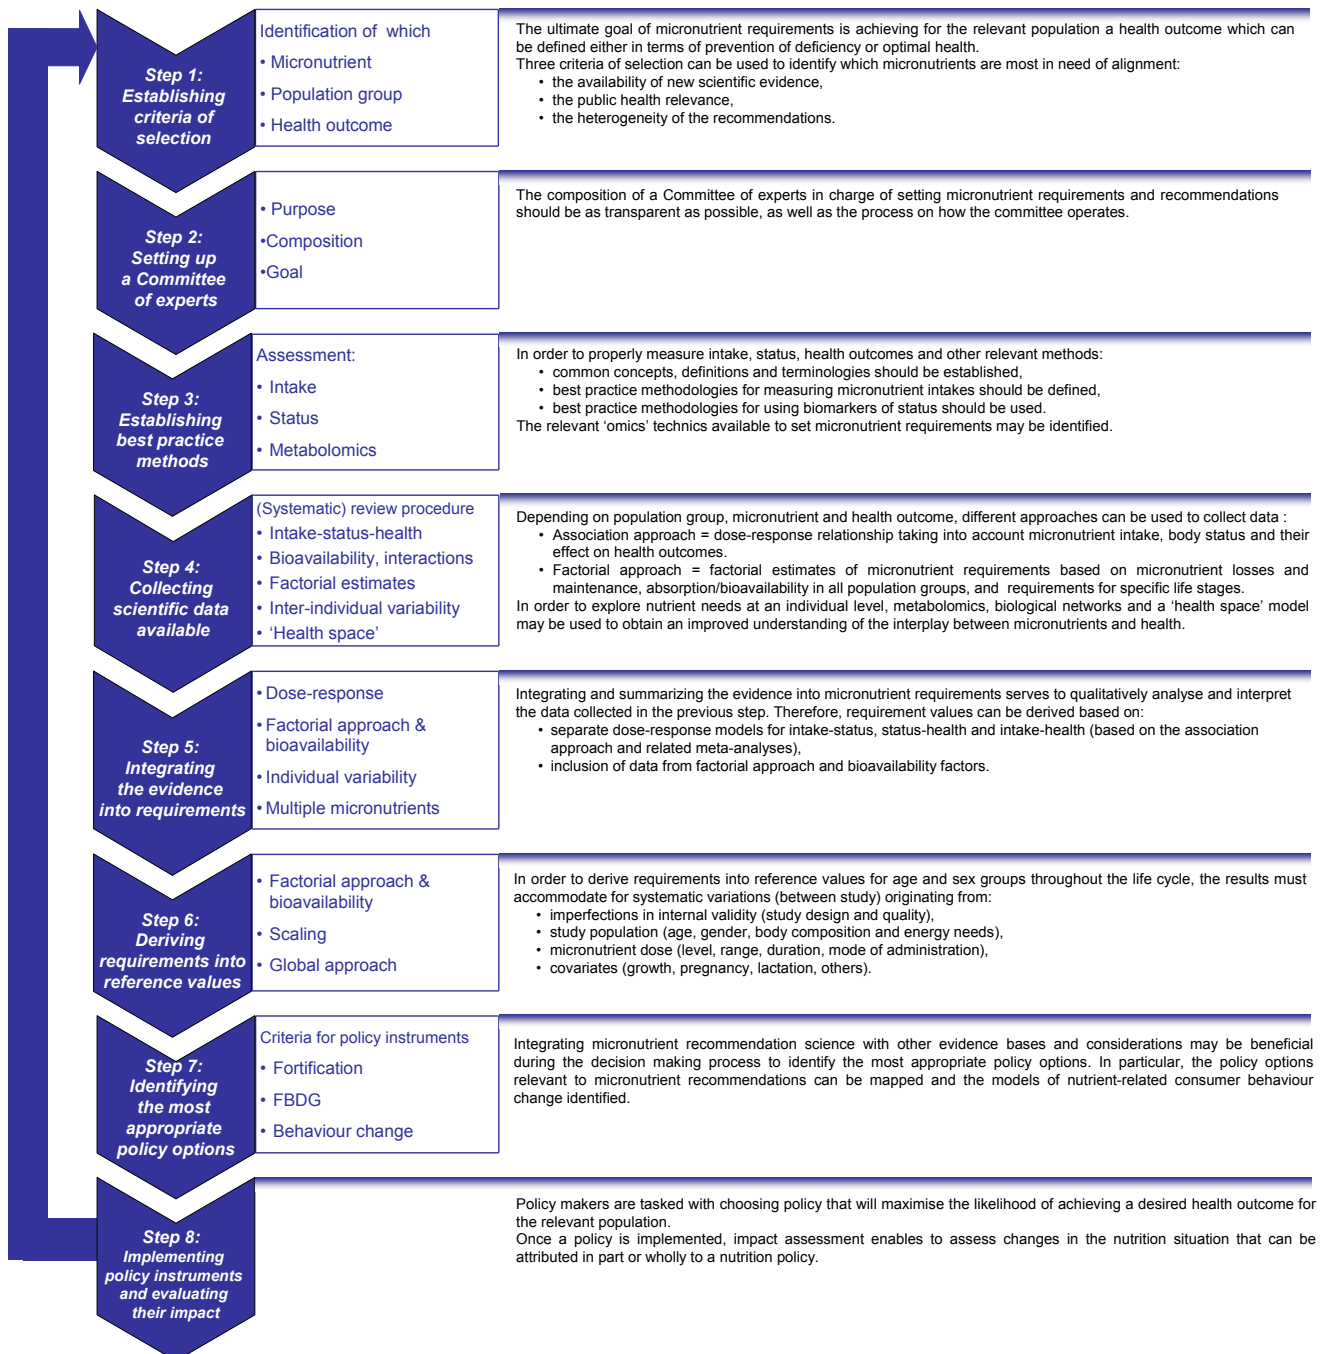 Step 1:
Establishing
criteria of
selection
Identification of which
• Micronutrient
• Population group
• Health outcome
The ultimate goal of micronutrient requirements is achieving for the relevant population a health outcome which can
be defined either in terms of prevention of deficiency or optimal health.
Three criteria of selection can be used to identify which micronutrients are most in need of alignment:
• the availability of new scientific evidence,
• the public health relevance,
• the heterogeneity of the recommendations.
Step 2:
Setting up
a Committee
of experts
• Purpose
•Composition
•Goal
The composition of a Committee of experts in charge of setting micronutrient requirements and recommendations
should be as transparent as possible, as well as the process on how the committee operates.
Step 3:
Establishing
best practice
methods
Assessment:
• Intake
• Status
• Metabolomics
In order to properly measure intake, status, health outcomes and other relevant methods:
• common concepts, definitions and terminologies should be established,
• best practice methodologies for measuring micronutrient intakes should be defined,
• best practice methodologies for using biomarkers of status should be used.
The relevant ‘omics’ technics available to set micronutrient requirements may be identified.
Step 4:
Collecting
scientific data
available
(Systematic) review procedure
• Intake-status-health
• Bioavailability, interactions
• Factorial estimates
• Inter-individual variability
• ‘Health space’
Depending on population group, micronutrient and health outcome, different approaches can be used to collect data :
• Association approach = dose-response relationship taking into account micronutrient intake, body status and their
effect on health outcomes.
• Factorial approach = factorial estimates of micronutrient requirements based on micronutrient losses and
maintenance, absorption/bioavailability in all population groups, and requirements for specific life stages.
In order to explore nutrient needs at an individual level, metabolomics, biological networks and a ‘health space’ model
may be used to obtain an improved understanding of the interplay between micronutrients and health.
Step 5:
Integrating
the evidence
into requirements
• Dose-response
• Factorial approach &
bioavailability
• Individual variability
• Multiple micronutrients
Integrating and summarizing the evidence into micronutrient requirements serves to qualitatively analyse and interpret
the data collected in the previous step. Therefore, requirement values can be derived based on:
• separate dose-response models for intake-status, status-health and intake-health (based on the association
approach and related meta-analyses),
• inclusion of data from factorial approach and bioavailability factors.
Step 6:
Deriving
requirements into
reference values
• Factorial approach &
bioavailability
• Scaling
• Global approach
In order to derive requirements into reference values for age and sex groups throughout the life cycle, the results must
accommodate for systematic variations (between study) originating from:
• imperfections in internal validity (study design and quality),
• study population (age, gender, body composition and energy needs),
• micronutrient dose (level, range, duration, mode of administration),
• covariates (growth, pregnancy, lactation, others).
Step 7:
Identifying
the most
appropriate
policy options
Criteria for policy instruments
• Fortification
• FBDG
• Behaviour change
Integrating micronutrient recommendation science with other evidence bases and considerations may be beneficial
during the decision making process to identify the most appropriate policy options. In particular, the policy options
relevant to micronutrient recommendations can be mapped and the models of nutrient-related consumer behaviour
change identified.
Step 8:
Implementing
policy instruments
and evaluating
their impact
Policy makers are tasked with choosing policy that will maximise the likelihood of achieving a desired health outcome for
the relevant population.
Once a policy is implemented, impact assessment enables to assess changes in the nutrition situation that can be
attributed in part or wholly to a nutrition policy.